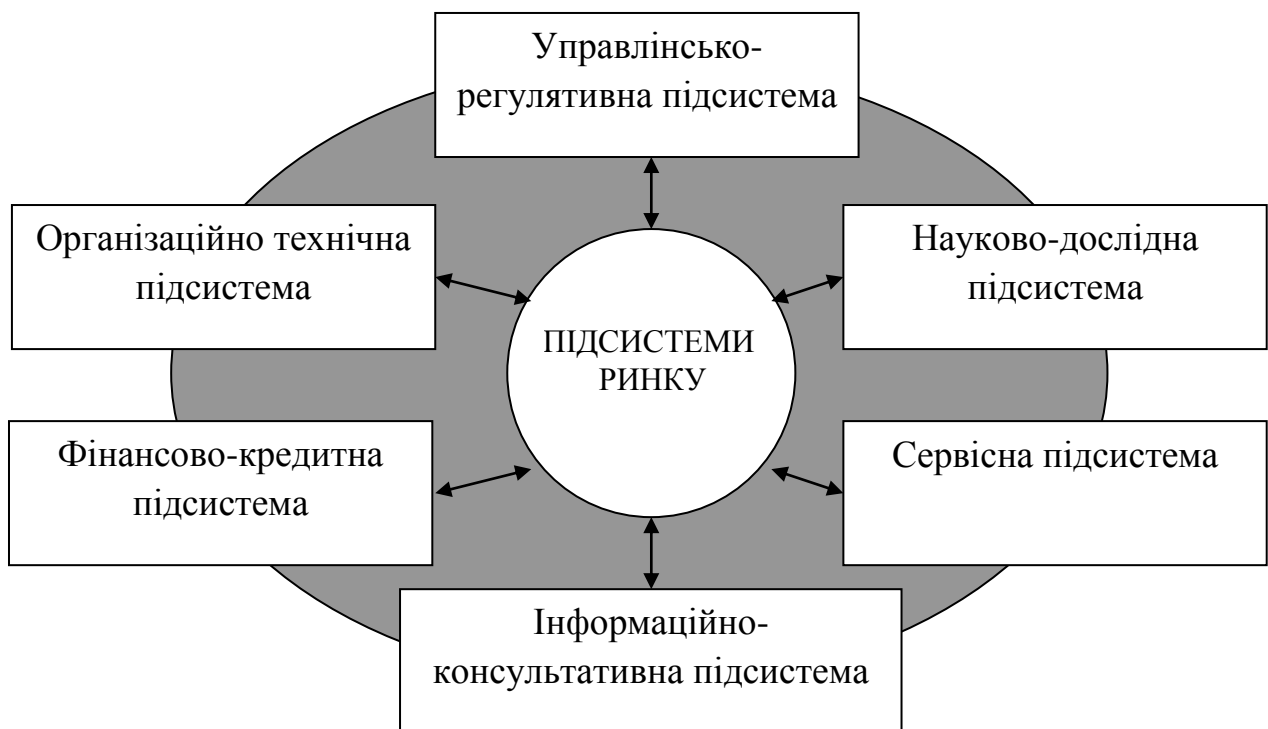 Управлінсько-
регулятивна підсистема
Організаційно технічна
підсистема
Науково-дослідна
підсистема
ПІДСИСТЕМИ
РИНКУ
Фінансово-кредитна
підсистема
Сервісна підсистема
Інформаційно-
консультативна підсистема